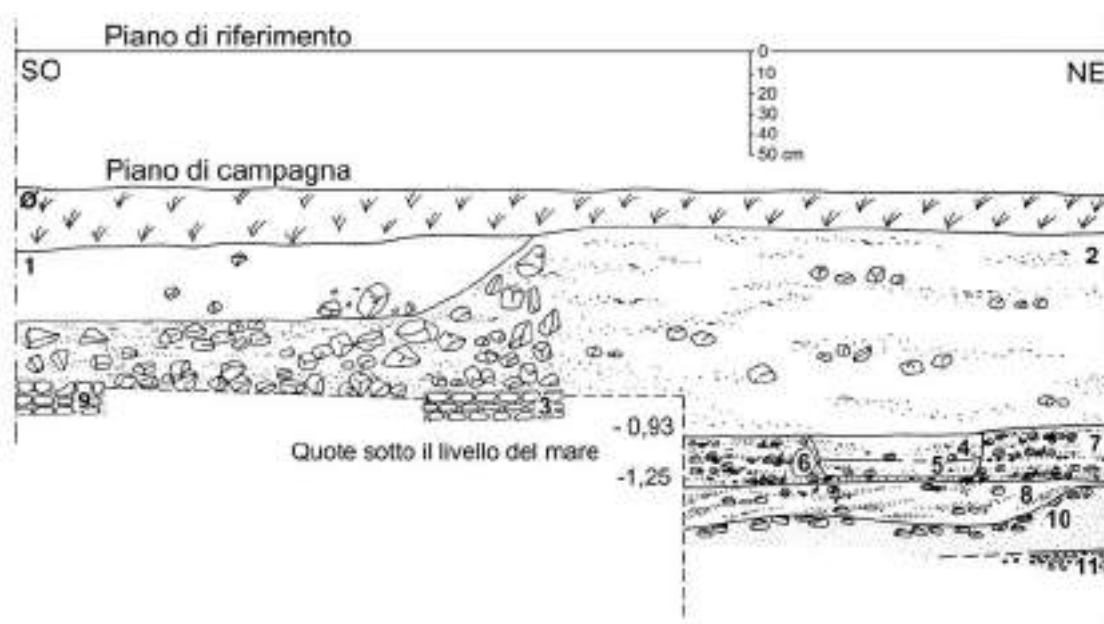 Piano di riferimento
SO
0
NE
10
20
30
40
50 cm
Piano di campagna
Ø
1
2
9
3
- 0,93
4
7
Quote sotto il livello del mare
6
5
-1,25
8
10
11